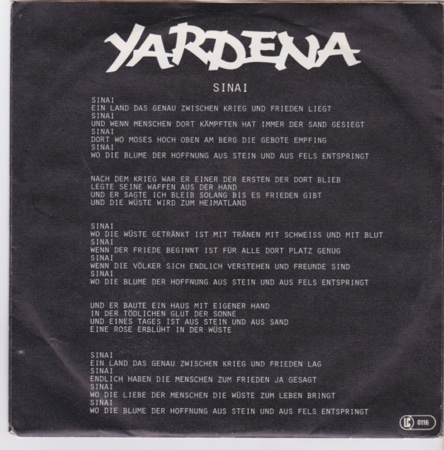 YARDENA
SINAI
SINAI
EIN LAND DAS GENAU ZWISCHEN KRIEG UND FRIEDEN LIEGT
SINAI
UND WENN MENSCHEN DORT KÄMPFTEN HAT IMMER DER SAND GESIEGT
SINAI
DORT WO MOSES HOCH OBEN AM BERG DIE GEBOTE EMPFING
SINAI
WO DIE BLUME DER HOFFNUNG AUS STEIN UND AUS FELS ENTSPRINGT
NACH DEM KRIEG WAR ER EINER DER ERSTEN DER DORT BLIEB
LEGTE SEINE WAFFEN AUS DER HAND
UND ER SAGTE ICH BLEIB SOLANG BIS ES FRIEDEN GIBT
UND DIE WÜSTE WIRD ZUM HEIMATLAND
SINAI
WO DIE WÜSTE GETRÄNKT IST MIT TRÄNEN MIT SCHWEISS UND MIT BLUT
SINAI
WENN DER FRIEDE BEGINNT IST FÜR ALLE DORT PLATZ GENUG
SINAI
WENN DIE VÖLKER SICH ENDLICH VERSTEHEN UND FREUNDE SIND
SINAI
WO DIE BLUME DER HOFFNUNG AUS STEIN UND AUS FELS ENTSPRINGT
UND ER BAUTE EIN HAUS MIT EIGENER HAND
IN DER TÖDLICHEN GLUT DER SONNE
UND EINES TAGES IST AUS STEIN UND AUS SAND
EINE ROSE ERBLÜHT IN DER WÜSTE
SINAI
EIN LAND DAS GENAU ZWISCHEN KRIEG UND FRIEDEN LAG
SINAI
ENDLICH HABEN DIE MENSCHEN ZUM FRIEDEN JA GESAGT
SINAI
WO DIE LIEBE DER MENSCHEN DIE WÜSTE ZUM LEBEN BRINGT
SINAI
WO DIE BLUME DER HOFFNUNG AUS STEIN UND AUS FELS ENTSPRINGT
LC 0116